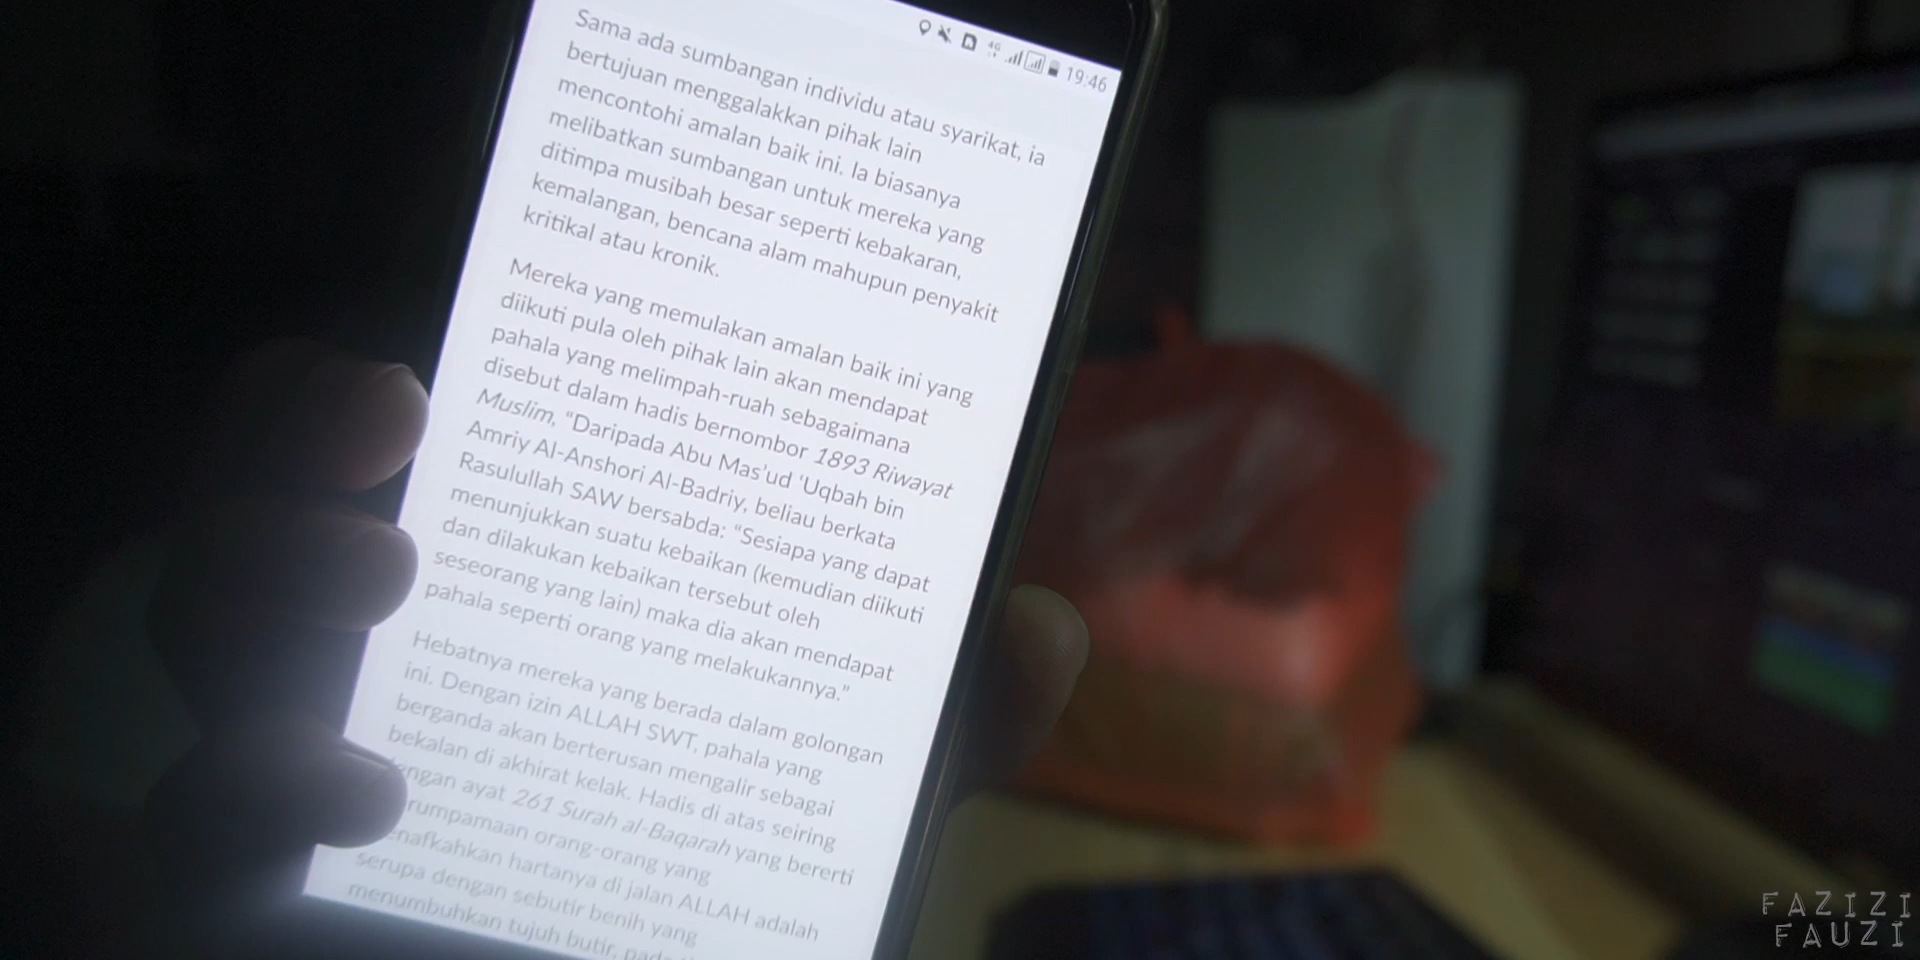 19:46
Sama ada sumbangan individu atau syarikat, ia
bertujuan menggalakkan pihak lain
mencontohi amalan baik ini. Ia biasanya
melibatkan sumbangan untuk mereka yang
ditimpa musibah besar seperti kebakaran,
kemalangan, bencana alam mahupun penyakit
kritikal atau kronik.
Mereka yang memulakan amalan baik ini yang
diikuti pula oleh pihak lain akan mendapat
pahala yang melimpah-ruah sebagaimana
disebut dalam hadis bernombor 1893 Riwayat
Muslim, “Daripada Abu Mas’ud ‘Uqbah bin
Amriy Al-Anshori Al-Badriy, beliau berkata
Rasulullah SAW bersabda: “Sesiapa yang dapat
menunjukkan suatu kebaikan (kemudian diikuti
dan dilakukan kebaikan tersebut oleh
seseorang yang lain) maka dia akan mendapat
pahala seperti orang yang melakukannya.”
Hebatnya mereka yang berada dalam golongan
ini. Dengan izin ALLAH SWT, pahala yang
berganda akan berterusan mengalir sebagai
bekalan di akhirat kelak. Hadis di atas seiring
ayat 261 Surah al-Baqarah yang bererti
orang-orang yang
hartanya di jalan ALLAH adalah
serupa dengan sebutir benih yang
menumbuhkan tujuh butir,
FAZIZI
FAUZI